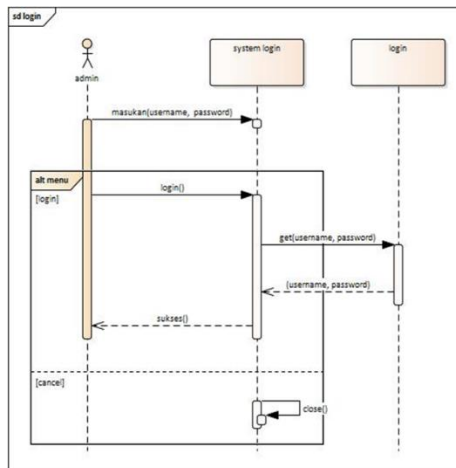 sd login
admin
system login
login
masukan(username, password)
alt menu
[login]
login()
get(username, password)
(username, password)
sukses()
[cancel]
close()